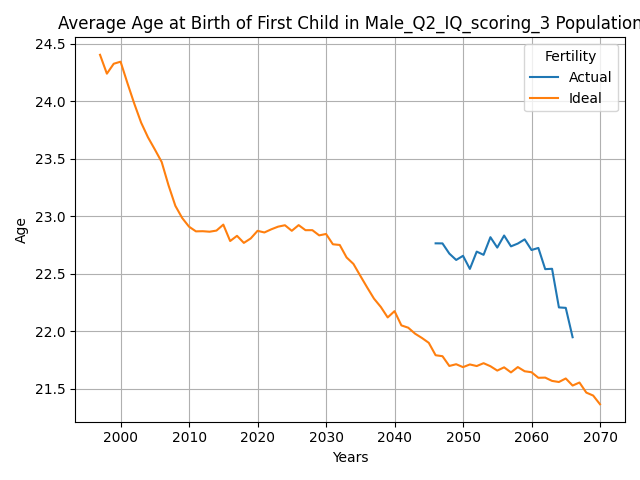 Average Age at Birth of First Child in Male_Q2_IQ_scoring_3 Population
24.5
24.0
23.5
23.0
22.5
22.0
21.5
Age
Fertility
Actual
Ideal
2000 2010 2020 2030 2040 2050 2060 2070
Years